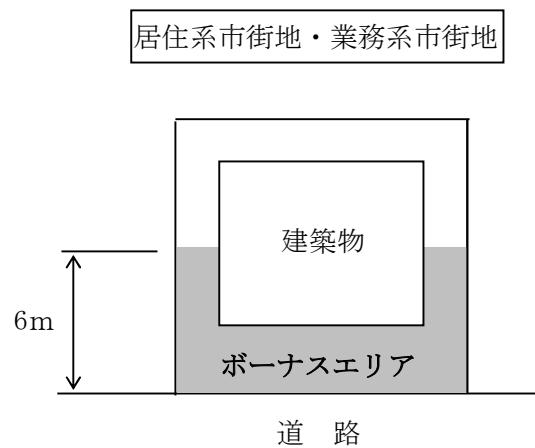 居住系市街地・業務系市街地
建築物
6m
ボーナスエリア
道 路